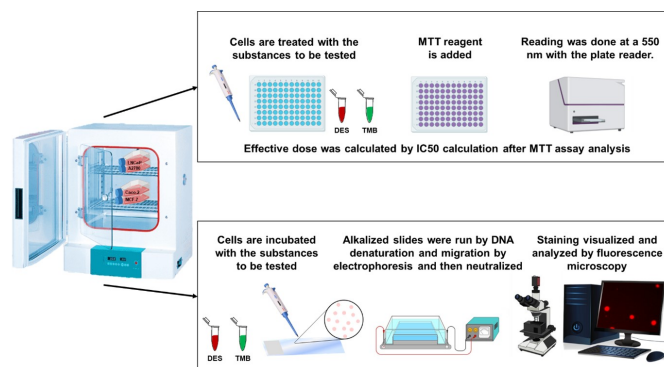 Cells are treated with the
substances to be tested
MTT reagent
is added
Reading was done at a 550
nm with the plate reader.
DES
TMB
Effective dose was calculated by IC50 calculation after MTT assay analysis
LNCaP
A2780
Caco-2
MCF-7
Cells are incubated
with the substances
to be tested
Alkalized slides were run by DNA
denaturation and migration by
electrophoresis and then neutralized
Staining visualized and
analyzed by fluorescence
microscopy
DES
TMB